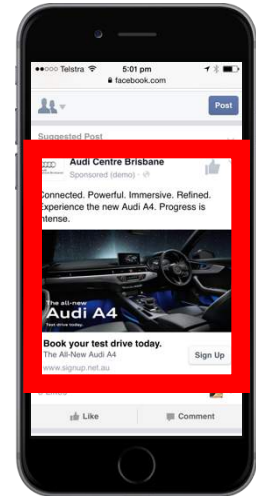 Telstra 5:01 pm
facebook.com
Post
Suggested Post
Audi Centre Brisbane
Sponsored (demo) ·
Connected. Powerful. Immersive. Refined.
Experience the new Audi A4. Progress is
intense.
The all-new
Audi A4
Test drive today.
Book your test drive today.
The All-New Audi A4
www.signup.net.au
Sign Up
Like
Comment